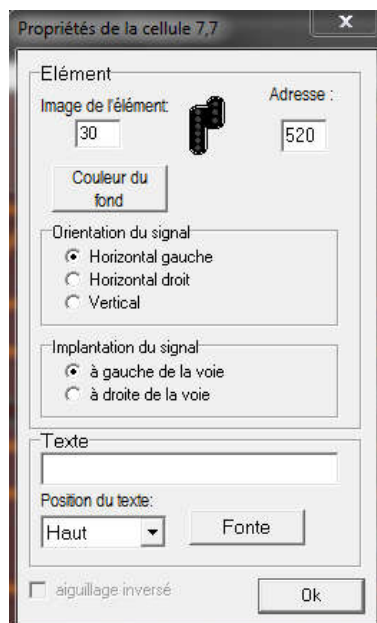 Propriétés de la cellule 7,7
x
Elément
Image de l'élément:
Adresse :
30
520
Couleur du
fond
Orientation du signal
Horizontal gauche
Horizontal droit
Vertical
Implantation du signal
à gauche de la voie
à droite de la voie
Texte
Position du texte:
Haut
Fonte
aiguillage inversé
Ok